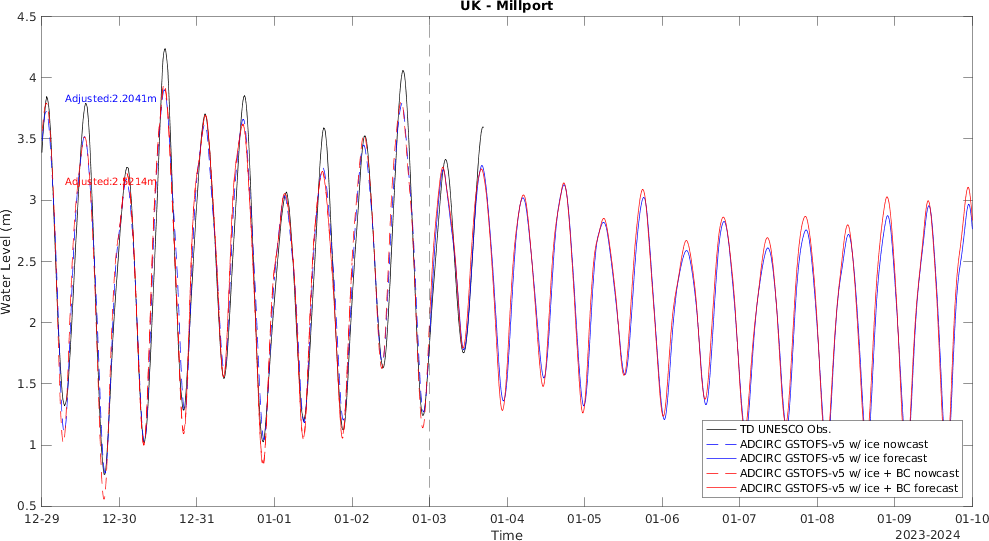 UK - Millport
4.5
4
3.5
3
2.5
2
1.5
1
0.5
Water Level (m)
Adjusted:2.2041m
TD UNESCO Obs.
ADCIRC GSTOFS-v5 w/ ice nowcast
ADCIRC GSTOFS-v5 w/ ice forecast
ADCIRC GSTOFS-v5 w/ ice + BC nowcast
ADCIRC GSTOFS-v5 w/ ice + BC forecast
12-29 12-30 12-31 01-01 01-02 01-03 01-04 01-05 01-06 01-07 01-08 01-09 01-10
Time
2023-2024